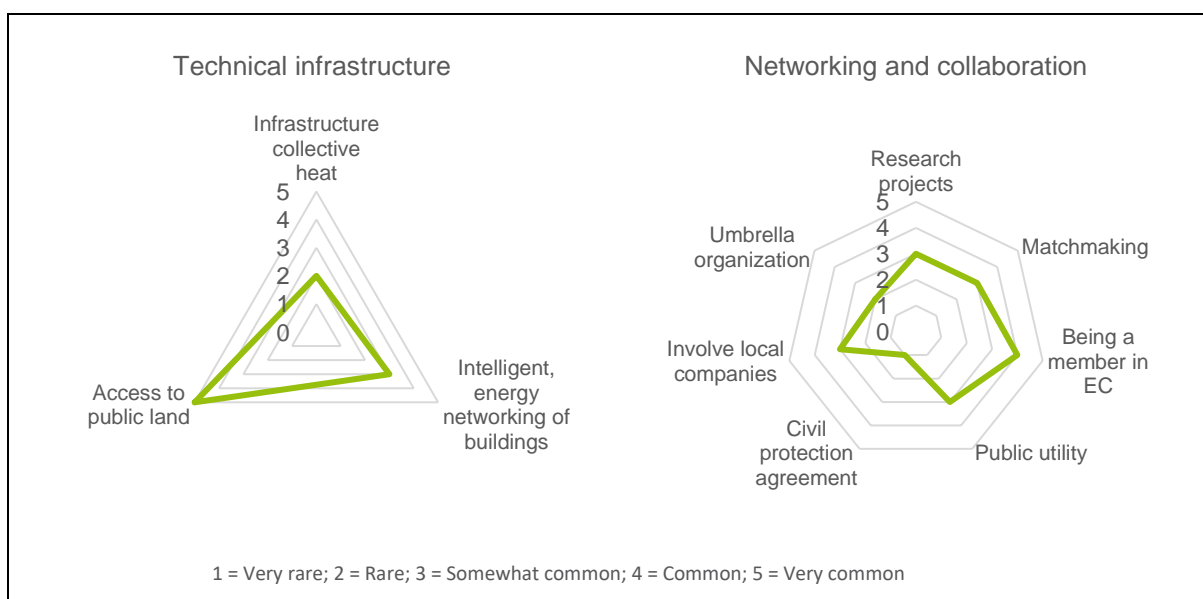 Technical infrastructure
Infrastructure
collective
heat
5
4
3
2
1
0
Access to
public land
Intelligent,
energy
networking of
buildings
Networking and collaboration
Research
projects
5
4
3
2
1
0
Umbrella
organization
Matchmaking
Involve local
companies
Being a
member in
EC
Civil
protection
agreement
Public utility
1 = Very rare; 2 = Rare; 3 = Somewhat common; 4 = Common; 5 = Very common